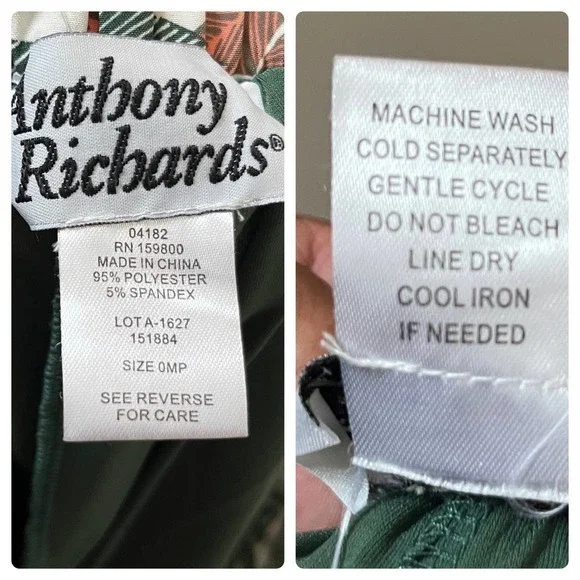 Anthony
Richards®
04182
RN 159800
MADE IN CHINA
95% POLYESTER
5% SPANDEX
LOT A-1627
151884
SIZE 0MP
SEE REVERSE
FOR CARE
MACHINE WASH
COLD SEPARATELY
GENTLE CYCLE
DO NOT BLEACH
LINE DRY
COOL IRON
IF NEEDED